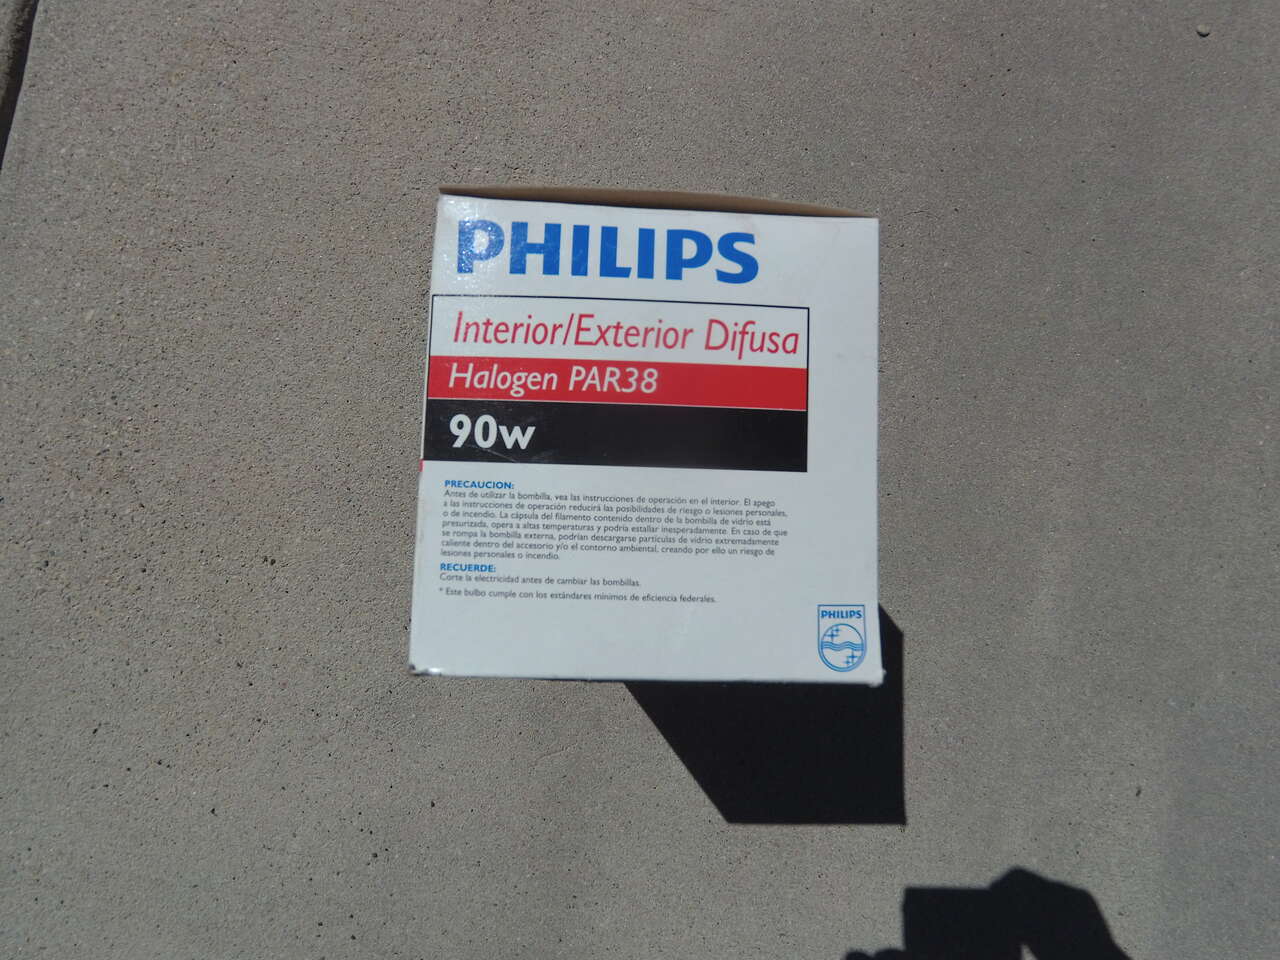 PHILIPS
Interior/Exterior Difusa
Halogen PAR38
90w
PRECAUCION:
Antes de utilizar la bombilla, vea las instrucciones de operación en el interior. El apego
a las instrucciones de operación reducirá las posibilidades de riesgo o lesiones personales,
o de incendio. La cápsula del filamento contenido dentro de la bombilla de vidrio está
presurizada, opera a altas temperaturas y podría estallar inesperadamente. En caso de que
se rompa la bombilla externa, podrían descargarse partículas de vidrio extremadamente
caliente dentro del accesorio y/o el contorno ambiental, creando por ello un riesgo de
lesiones personales o incendio.
RECUERDE:
Corte la electricidad antes de cambiar las bombillas.
* Este bulbo cumple con los estándares mínimos de eficiencia federales.
PHILIPS